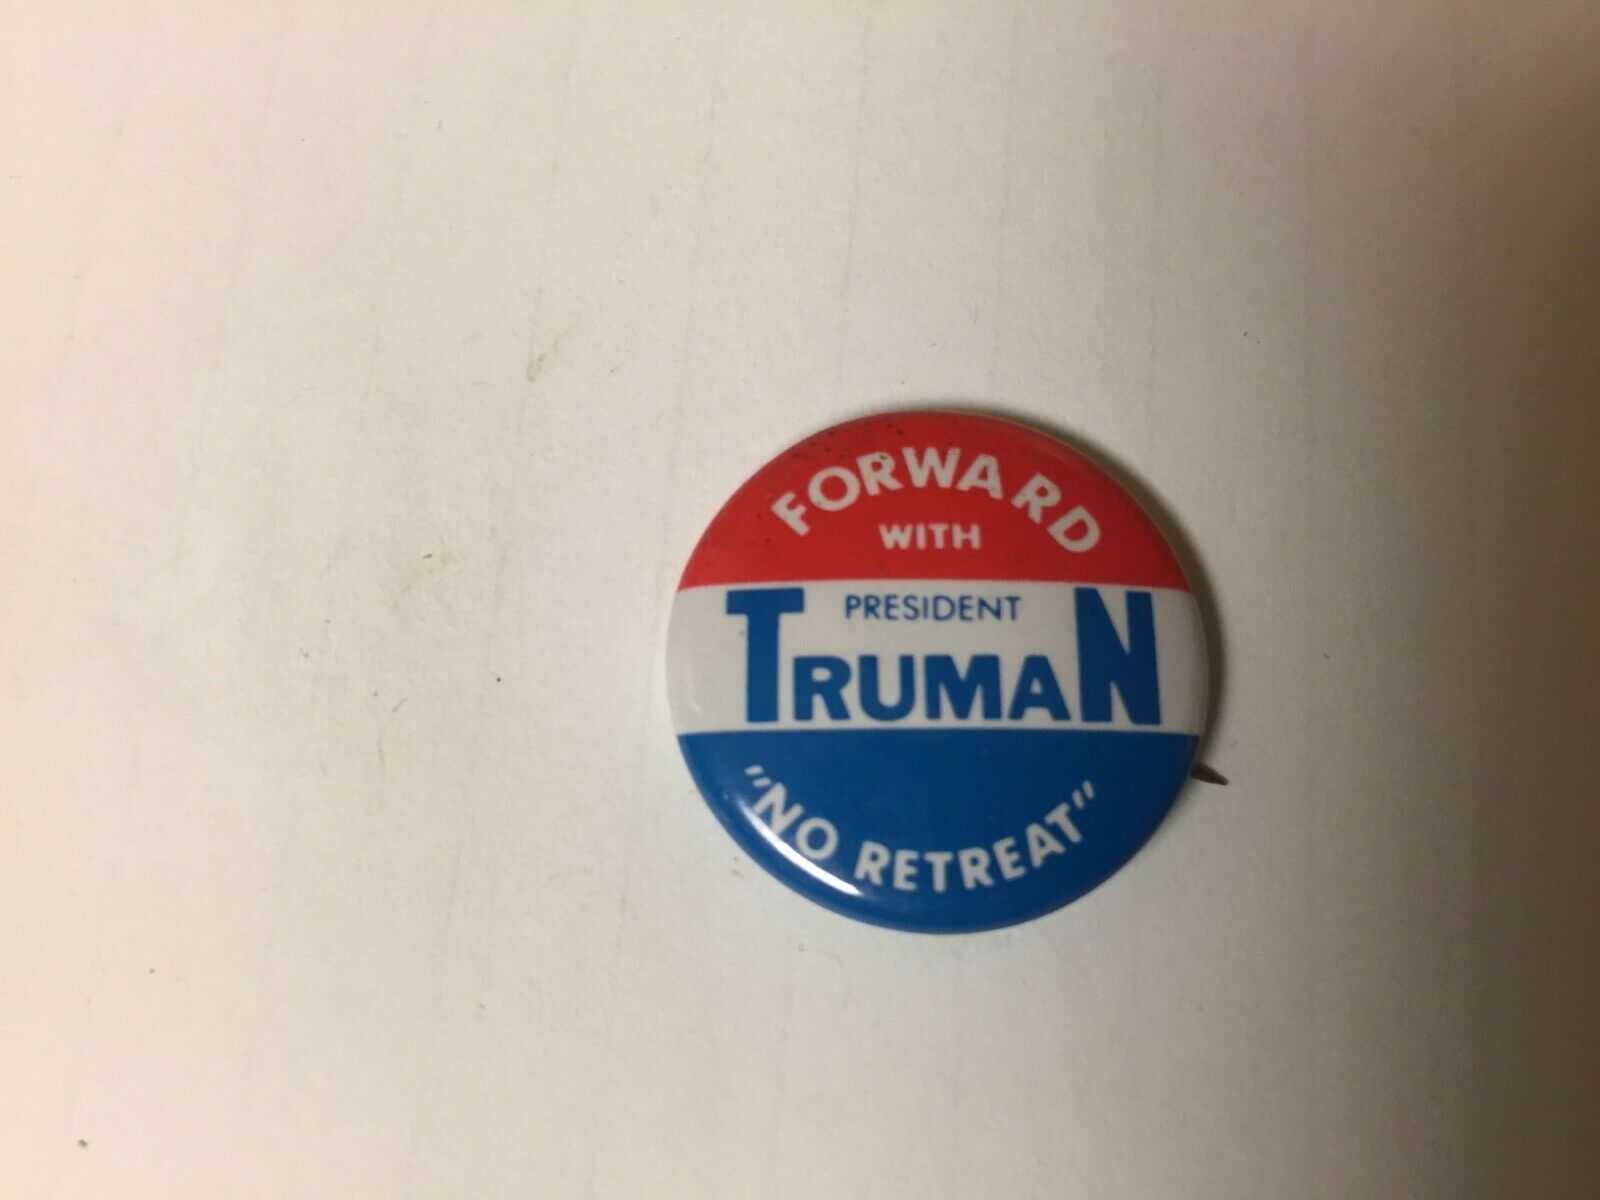 FORWARD
WITH
PRESIDENT
TRUMAN
"NO RETREAT"